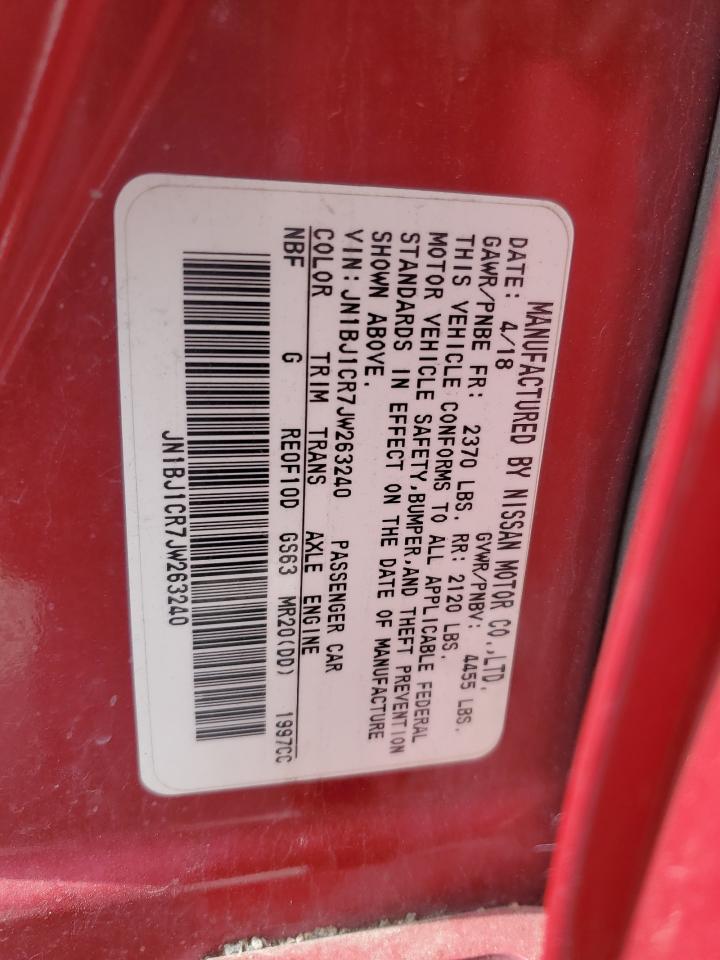 MANUFACTURED BY NISSAN MOTOR CO.,LTD.
DATE: 4/18 GVWR/PNBV: 4455 LBS.
GAWR/PNBE FR: 2370 LBS. RR: 2120 LBS.
THIS VEHICLE CONFORMS TO ALL APPLICABLE FEDERAL
MOTOR VEHICLE SAFETY,BUMPER,AND THEFT PREVENTION
STANDARDS IN EFFECT ON THE DATE OF MANUFACTURE
SHOWN ABOVE.
VIN:JN1BJ1CR7JW263240 PASSENGER CAR
COLOR TRIM TRANS AXLE ENGINE
NBF G RE0F10D GS63 MR20(DD) 1997CC
JN1BJ1CR7JW263240